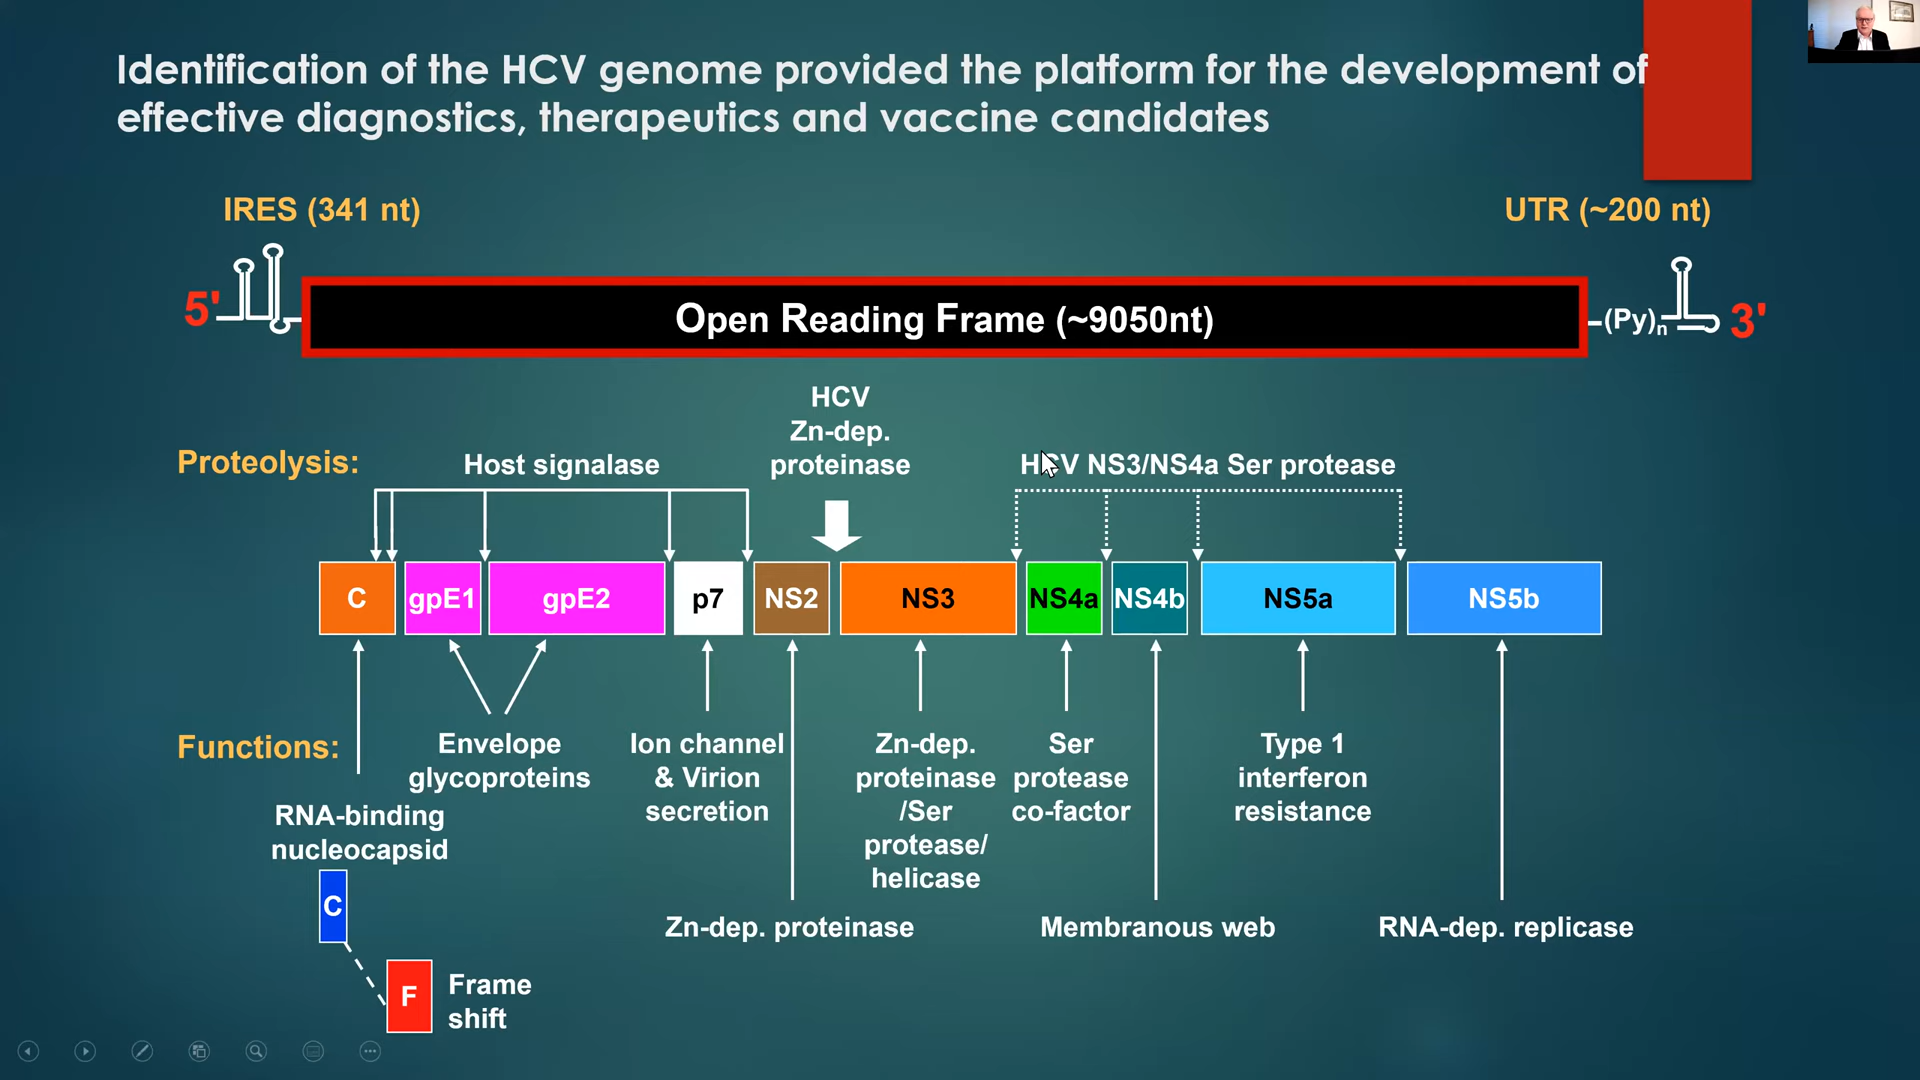 Identification of the HCV genome provided the platform for the development of
effective diagnostics, therapeutics and vaccine candidates
IRES (341 nt)
UTR (~200 nt)
5'
Open Reading Frame (~9050nt)
(Py)n
3'
HCV
Zn-dep.
proteinase
Proteolysis:
Host signalase
HCV NS3/NS4a Ser protease
C
gpE1
gpE2
p7
NS2
NS3
NS4a
NS4b
NS5a
NS5b
Functions:
Envelope
glycoproteins
Ion channel
& Virion
secretion
Zn-dep.
proteinase
/Ser
protease/
helicase
Ser
protease
co-factor
Type 1
interferon
resistance
RNA-binding
nucleocapsid
Zn-dep. proteinase
Membranous web
RNA-dep. replicase
C
F
Frame
shift